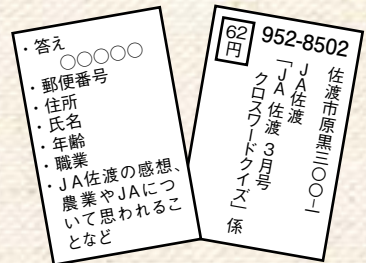 ・答え
○○○○○
・郵便番号
・住所
・氏名
・年齢
・職業
・JA佐渡の感想、
農業やJAにつ
いて思われるこ
となど
62
円
952-8502
佐渡市原黒三〇〇ー一
JA佐渡
「JA佐渡 3月号
クロスワードクイズ」係